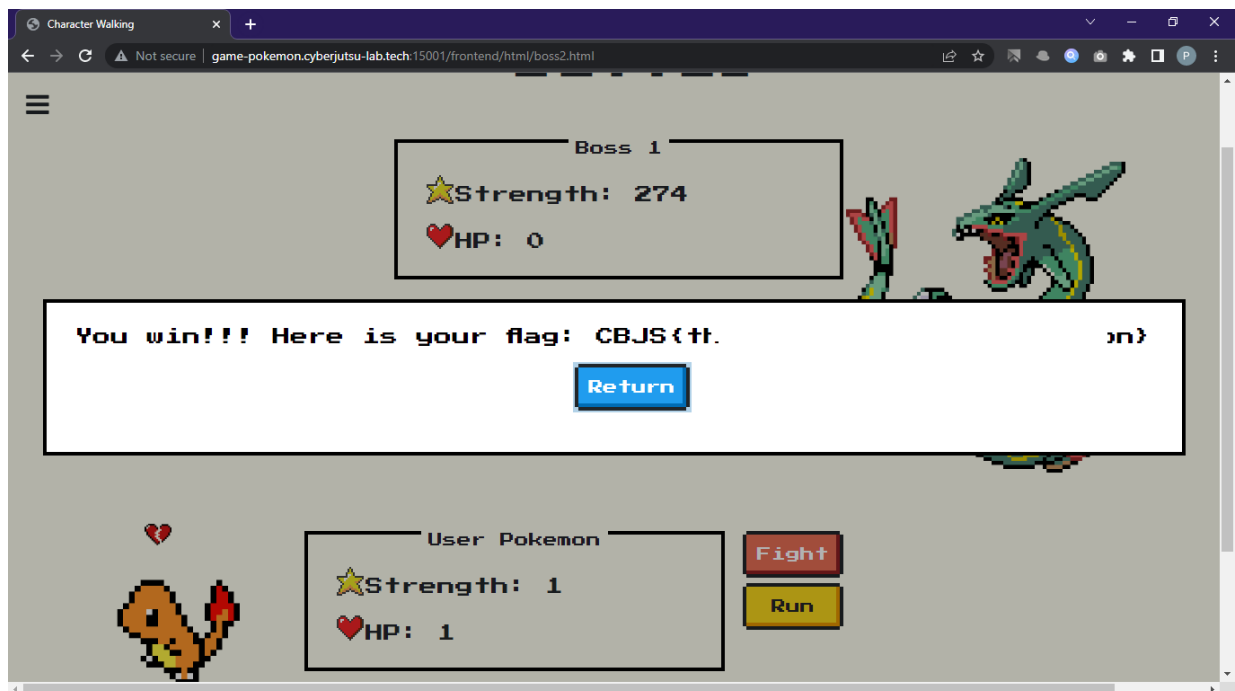 Character Walking
Not secure game-pokemon.cyberjutsu-lab.tech:15001/frontend/html/boss2.html
P
Boss 1
Strength: 274
HP: 0
You win!!! Here is your flag:
Return
User Pokemon
Strength: 1
HP: 1
Fight
Run